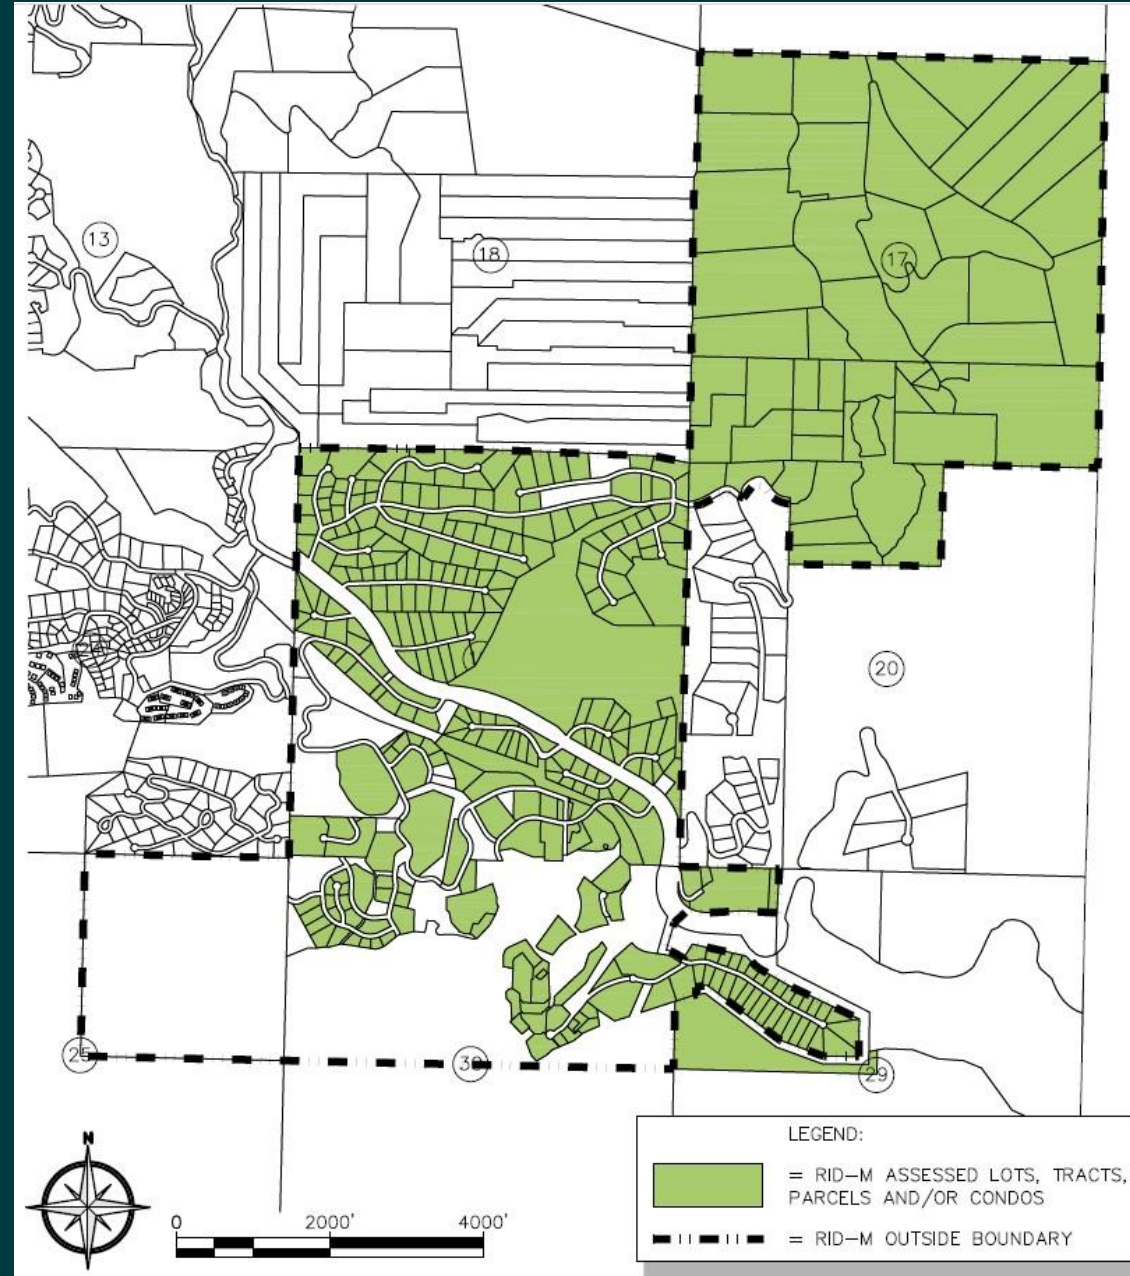 13
18
17
24
20
25
30
29
N
0 2000' 4000'
LEGEND:
= RID-M ASSESSED LOTS, TRACTS,
PARCELS AND/OR CONDOS
= RID-M OUTSIDE BOUNDARY